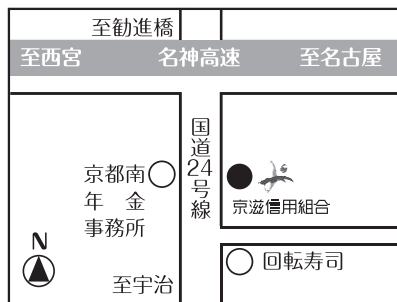 至勧進橋
至西宮 名神高速 至名古屋
国道24号線
京都南
年 金
事務所
京滋信用組合
N
回転寿司
至宇治